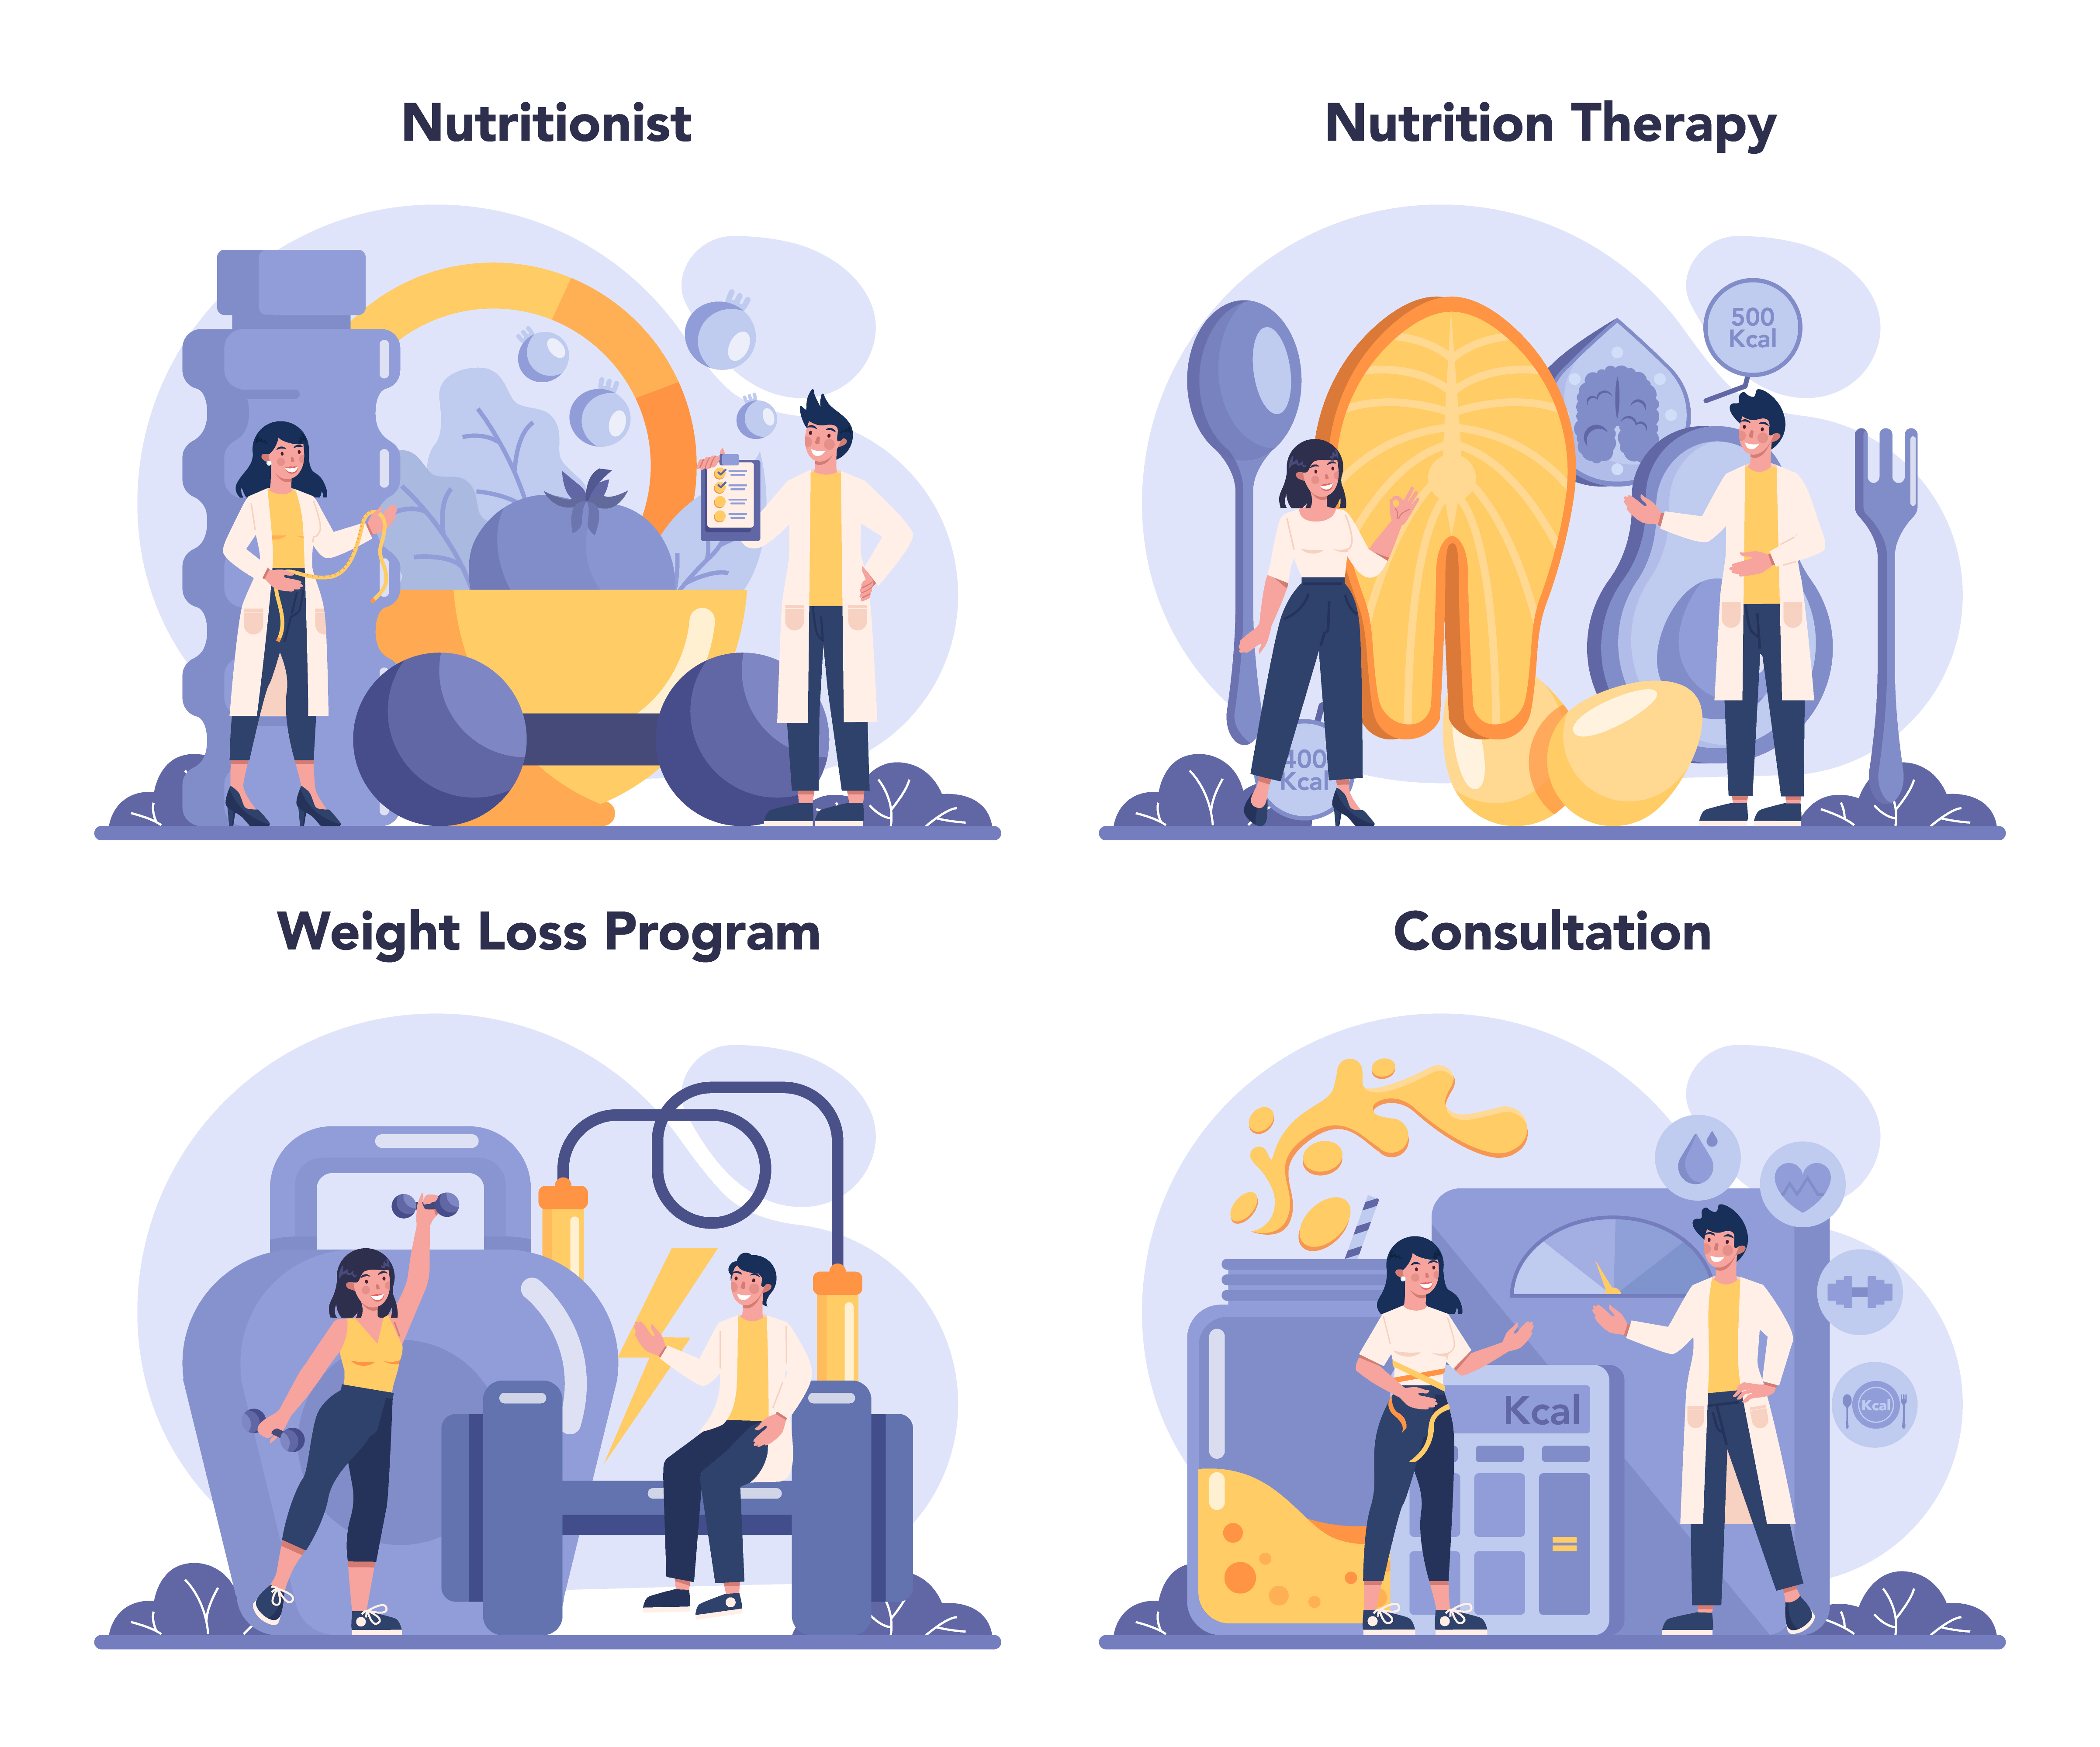 Nutritionist
Nutrition Therapy
500
Kcal
400
Kcal
Weight Loss Program
Consultation
Kcal
Kcal